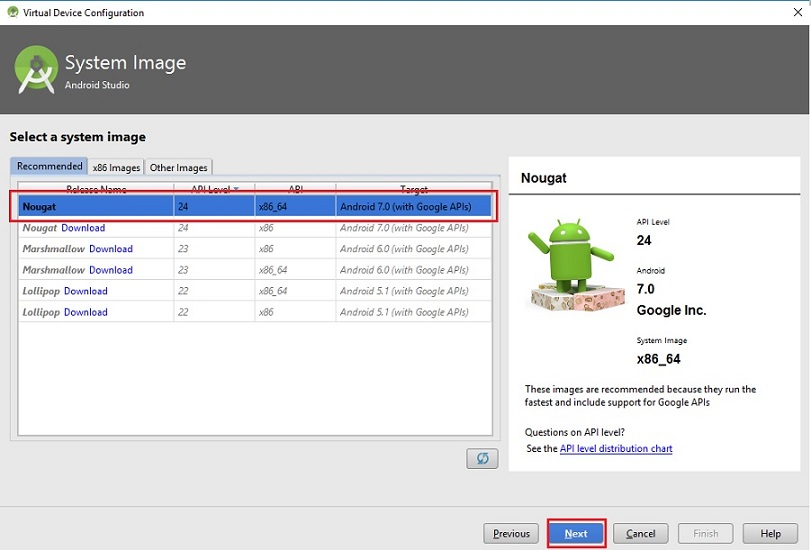 Virtual Device Configuration
System Image
Android Studio
Select a system image
Recommended x86 Images Other Images
Release Name API Level ABI Target
Nougat 24 x86_64 Android 7.0 (with Google APIs)
Nougat Download 24 x86 Android 7.0 (with Google APIs)
Marshmallow Download 23 x86 Android 6.0 (with Google APIs)
Marshmallow Download 23 x86_64 Android 6.0 (with Google APIs)
Lollipop Download 22 x86_64 Android 5.1 (with Google APIs)
Lollipop Download 22 x86 Android 5.1 (with Google APIs)
Nougat
API Level
24
Android
7.0
Google Inc.
System Image
x86_64
These images are recommended because they run the
fastest and include support for Google APIs
Questions on API level?
See the API level distribution chart
Previous Next Cancel Finish Help